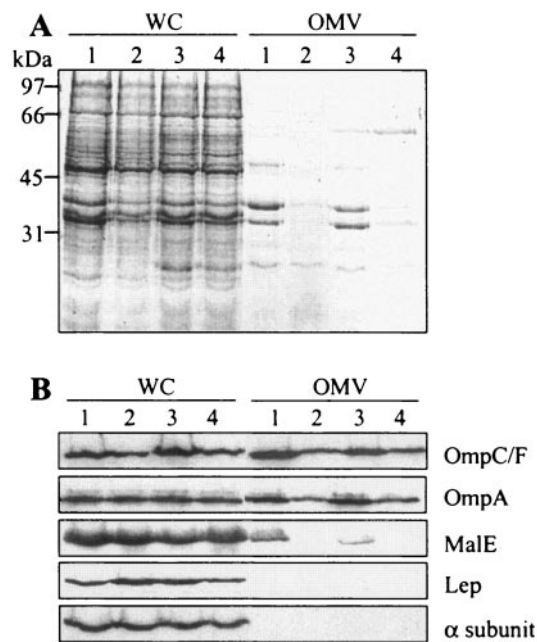 A WC OMV
kDa 1 2 3 4 1 2 3 4
97
66
45
31
B WC OMV
1 2 3 4 1 2 3 4
OmpC/F
OmpA
MalE
Lep
α subunit